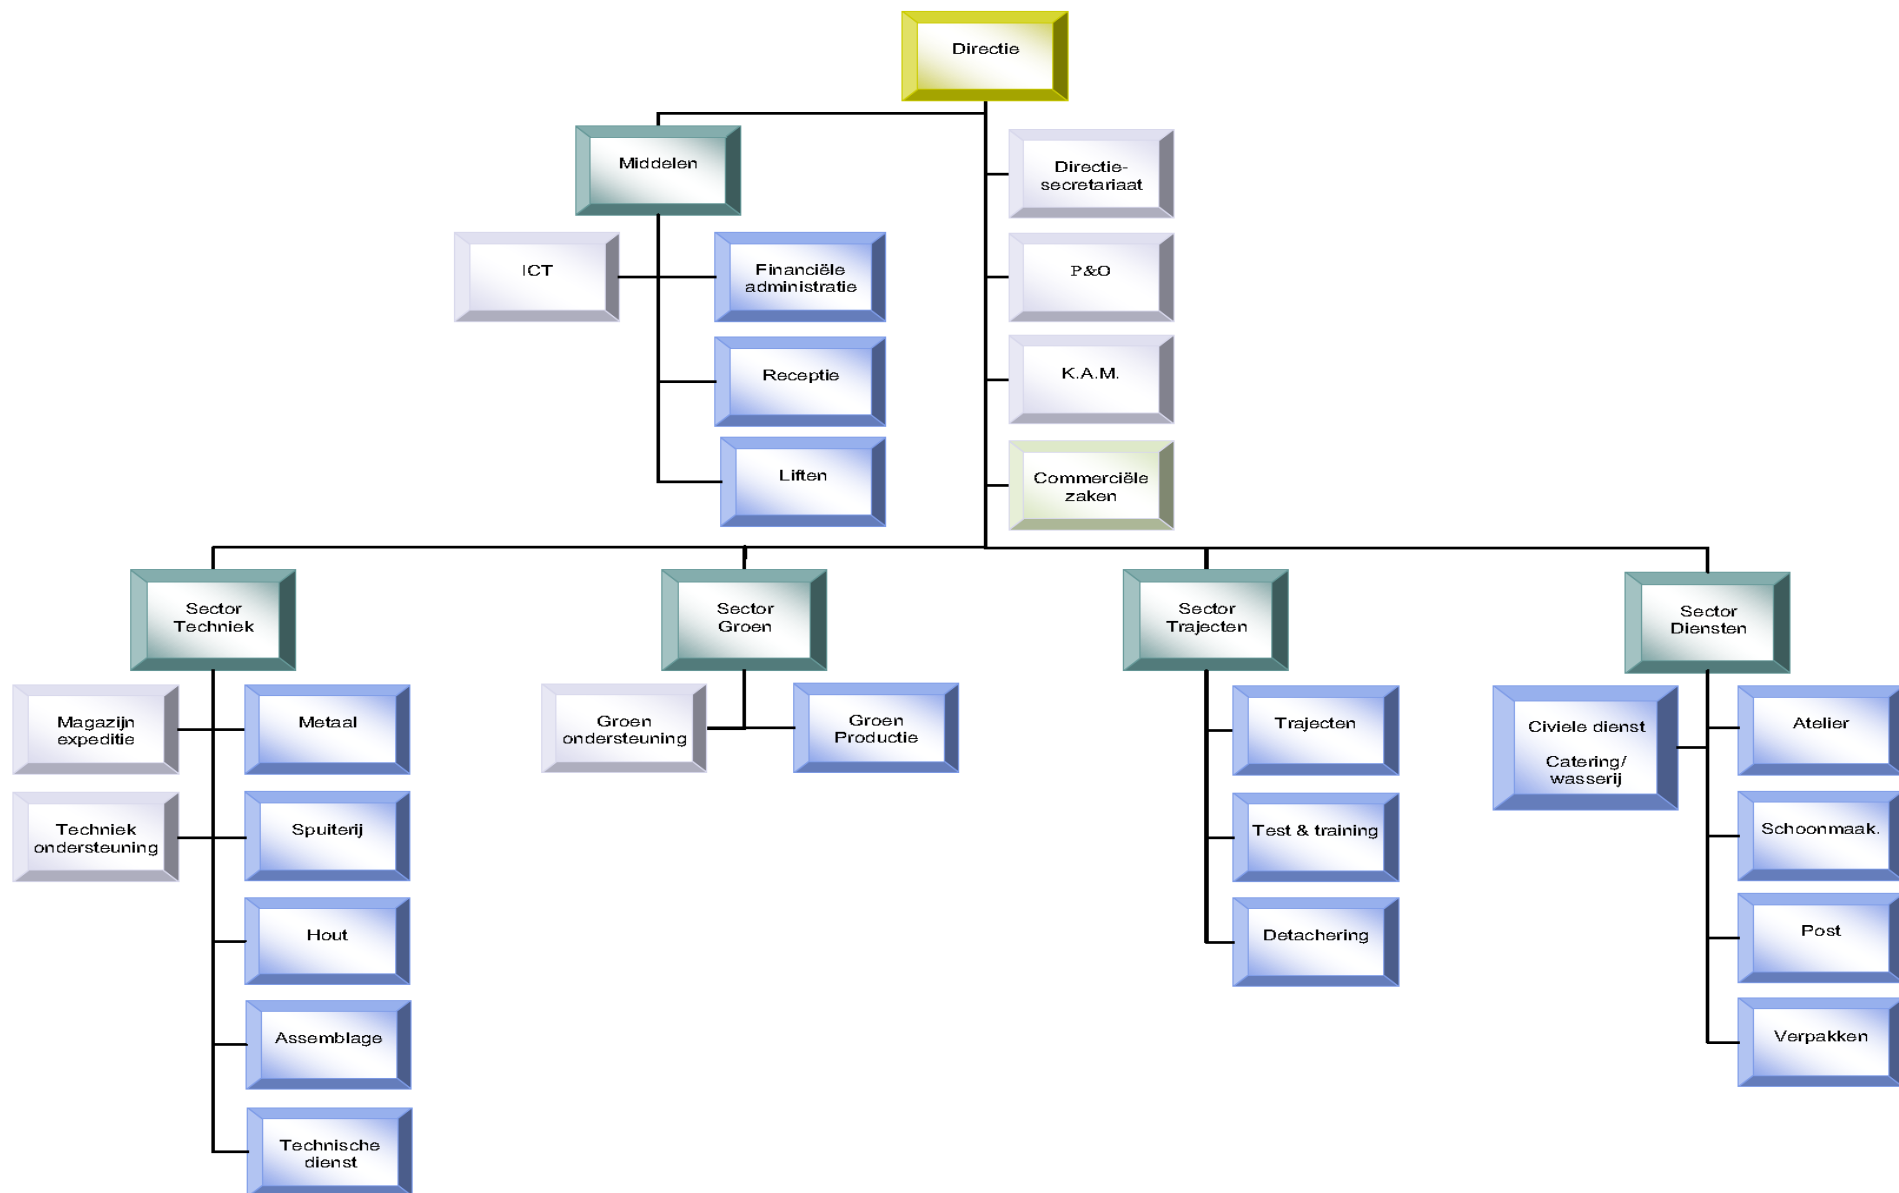 Directie
Middelen
Directie-
secretariaat
ICT
Financiële
administratie
P&O
Receptie
K.A.M.
Liften
Commerciële
zaken
Sector
Techniek
Sector
Groen
Sector
Trajecten
Sector
Diensten
Magazijn
expeditie
Metaal
Groen
ondersteuning
Groen
Productie
Trajecten
Civiele dienst
Catering/
wasserij
Atelier
Techniek
ondersteuning
Spuiterij
Test & training
Schoonmaak.
Hout
Detachering
Post
Assemblage
Verpakken
Technische
dienst